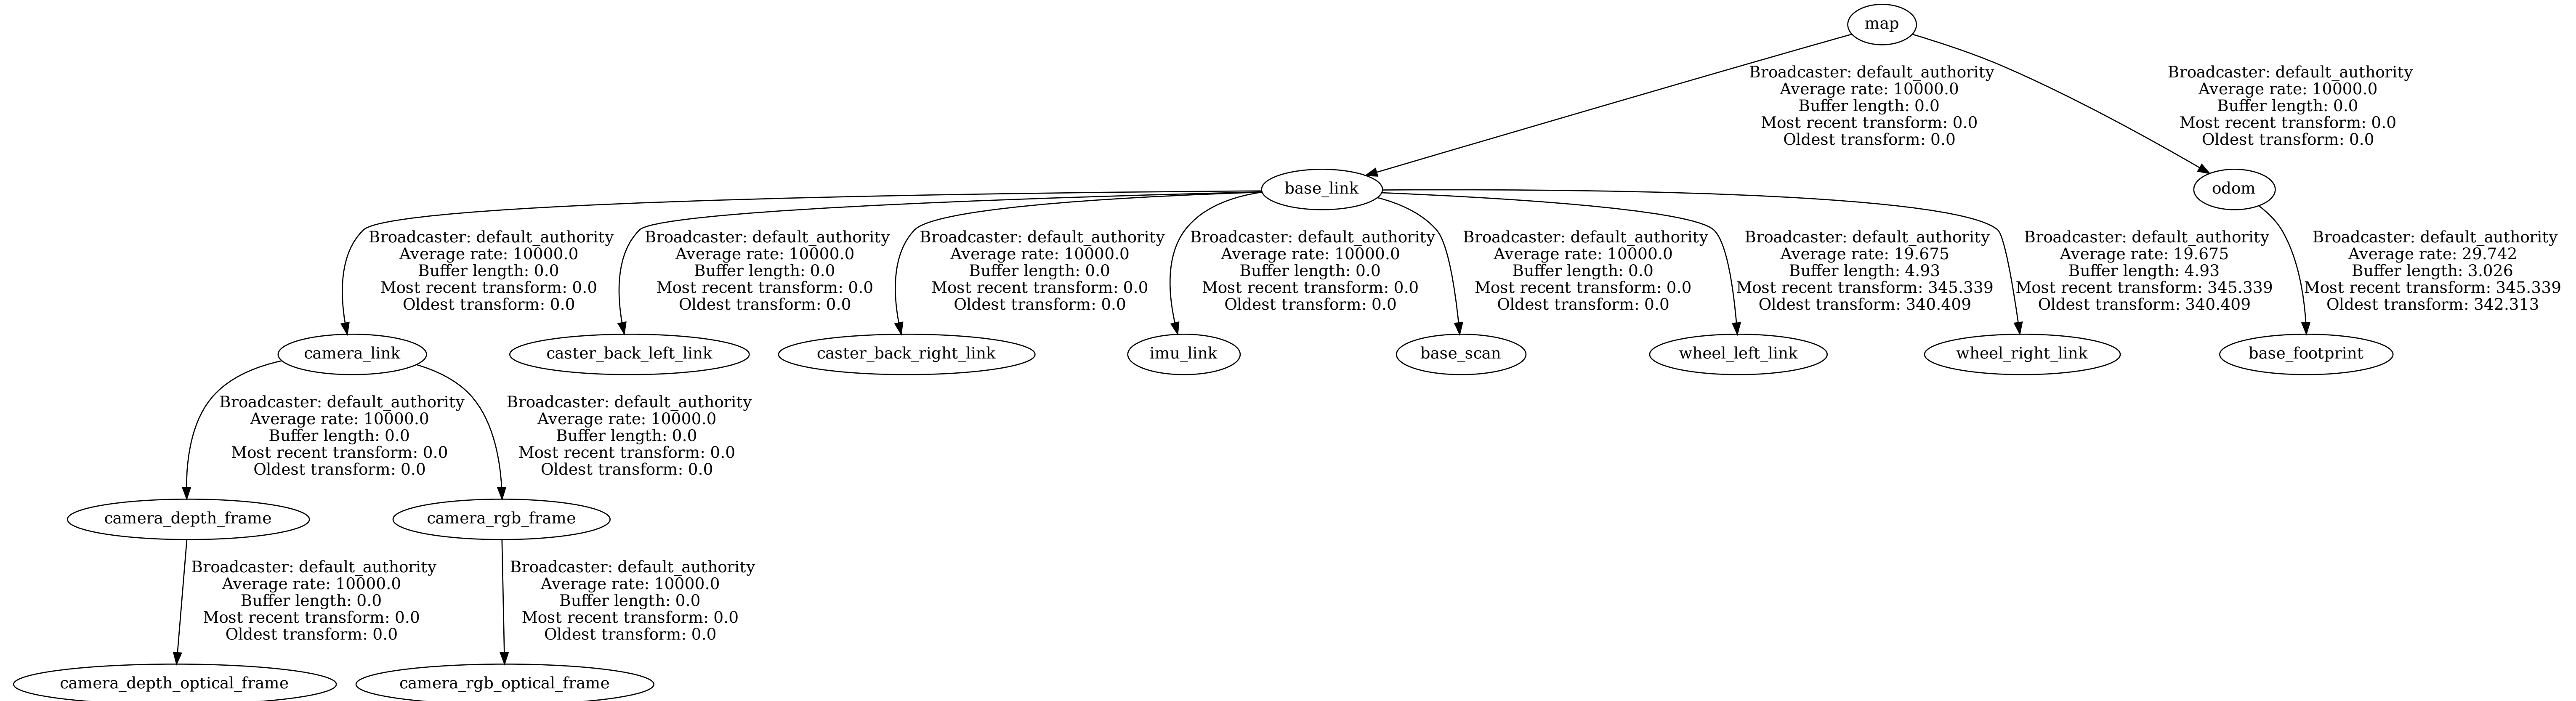 map
Broadcaster: default_authority
Average rate: 10000.0
Buffer length: 0.0
Most recent transform: 0.0
Oldest transform: 0.0
Broadcaster: default_authority
Average rate: 10000.0
Buffer length: 0.0
Most recent transform: 0.0
Oldest transform: 0.0
base_link
odom
Broadcaster: default_authority
Average rate: 10000.0
Buffer length: 0.0
Most recent transform: 0.0
Oldest transform: 0.0
Broadcaster: default_authority
Average rate: 10000.0
Buffer length: 0.0
Most recent transform: 0.0
Oldest transform: 0.0
Broadcaster: default_authority
Average rate: 10000.0
Buffer length: 0.0
Most recent transform: 0.0
Oldest transform: 0.0
Broadcaster: default_authority
Average rate: 10000.0
Buffer length: 0.0
Most recent transform: 0.0
Oldest transform: 0.0
Broadcaster: default_authority
Average rate: 10000.0
Buffer length: 0.0
Most recent transform: 0.0
Oldest transform: 0.0
Broadcaster: default_authority
Average rate: 19.675
Buffer length: 4.93
Most recent transform: 345.339
Oldest transform: 340.409
Broadcaster: default_authority
Average rate: 19.675
Buffer length: 4.93
Most recent transform: 345.339
Oldest transform: 340.409
Broadcaster: default_authority
Average rate: 29.742
Buffer length: 3.026
Most recent transform: 345.339
Oldest transform: 342.313
camera_link
caster_back_left_link
caster_back_right_link
imu_link
base_scan
wheel_left_link
wheel_right_link
base_footprint
Broadcaster: default_authority
Average rate: 10000.0
Buffer length: 0.0
Most recent transform: 0.0
Oldest transform: 0.0
Broadcaster: default_authority
Average rate: 10000.0
Buffer length: 0.0
Most recent transform: 0.0
Oldest transform: 0.0
camera_depth_frame
camera_rgb_frame
Broadcaster: default_authority
Average rate: 10000.0
Buffer length: 0.0
Most recent transform: 0.0
Oldest transform: 0.0
Broadcaster: default_authority
Average rate: 10000.0
Buffer length: 0.0
Most recent transform: 0.0
Oldest transform: 0.0
camera_depth_optical_frame
camera_rgb_optical_frame